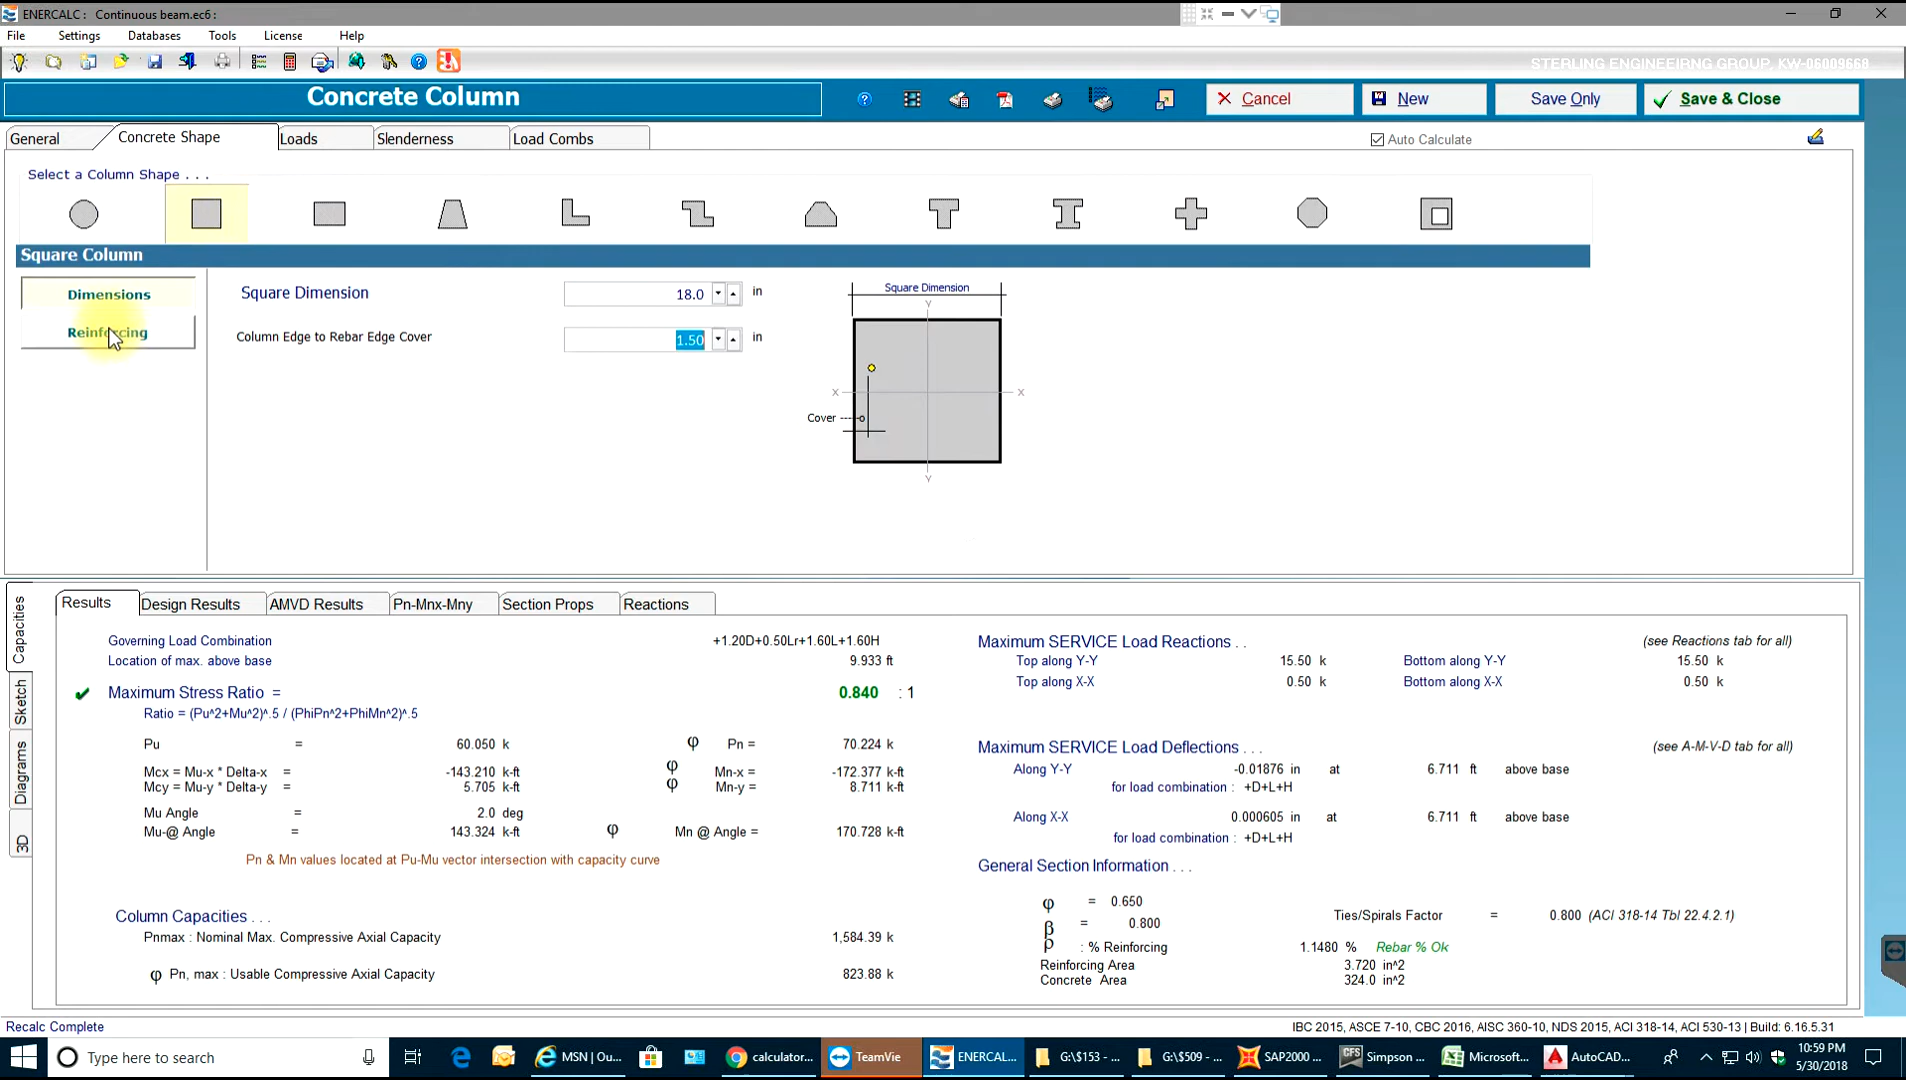 ENERCALC : Continuous beam.ec6 :
File Settings Databases Tools License Help
STERLING ENGINEEIRNG GROUP, KW-06009668
Concrete Column
Cancel New Save Only Save & Close
General Concrete Shape Loads Slenderness Load Combs
Auto Calculate
Select a Column Shape . . .
Square Column
Dimensions
Reinforcing
Square Dimension 18.0 in
Column Edge to Rebar Edge Cover 1.50 in
Square Dimension
Y
X X
Cover
Y
Capacities
Sketch
Diagrams
3D
Results Design Results AMVD Results Pn-Mnx-Mny Section Props Reactions
Governing Load Combination +1.20D+0.50Lr+1.60L+1.60H
Location of max. above base 9.933 ft
Maximum Stress Ratio = 0.840 : 1
Ratio = (Pu^2+Mu^2)^.5 / (PhiPn^2+PhiMn^2)^.5
Pu = 60.050 k φ Pn = 70.224 k
Mcx = Mu-x * Delta-x = -143.210 k-ft φ Mn-x = -172.377 k-ft
Mcy = Mu-y * Delta-y = 5.705 k-ft φ Mn-y = 8.711 k-ft
Mu Angle = 2.0 deg
Mu-@ Angle = 143.324 k-ft φ Mn @ Angle = 170.728 k-ft
Pn & Mn values located at Pu-Mu vector intersection with capacity curve
Column Capacities . . .
Pnmax : Nominal Max. Compressive Axial Capacity 1,584.39 k
φ Pn, max : Usable Compressive Axial Capacity 823.88 k
Maximum SERVICE Load Reactions . . (see Reactions tab for all)
Top along Y-Y 15.50 k Bottom along Y-Y 15.50 k
Top along X-X 0.50 k Bottom along X-X 0.50 k
Maximum SERVICE Load Deflections . . . (see A-M-V-D tab for all)
Along Y-Y -0.01876 in at 6.711 ft above base
for load combination : +D+L+H
Along X-X 0.000605 in at 6.711 ft above base
for load combination : +D+L+H
General Section Information . . .
φ = 0.650 Ties/Spirals Factor = 0.800 (ACI 318-14 Tbl 22.4.2.1)
β = 0.800
ρ : % Reinforcing 1.1480 % Rebar % Ok
Reinforcing Area 3.720 in^2
Concrete Area 324.0 in^2
Recalc Complete
IBC 2015, ASCE 7-10, CBC 2016, AISC 360-10, NDS 2015, ACI 318-14, ACI 530-13 | Build: 6.16.5.31
Type here to search
MSN | Ou...
calculator...
TeamVie
ENERCAL...
G:\$153 - ...
G:\$509 - ...
SAP2000 ...
CFS
Simpson ...
Microsoft...
AutoCAD...
10:59 PM
5/30/2018